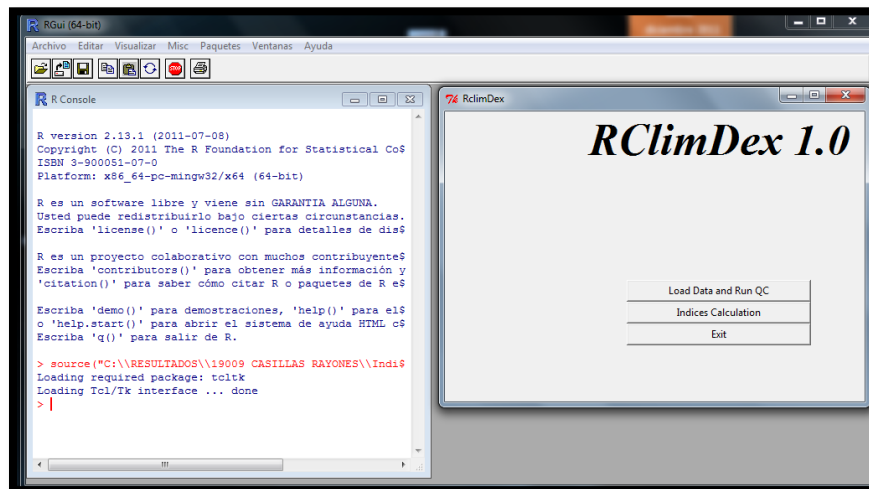 RGui (64-bit)
Archivo Editar Visualizar Misc Paquetes Ventanas Ayuda
STOP
R Console
R version 2.13.1 (2011-07-08)
Copyright (C) 2011 The R Foundation for Statistical Co$
ISBN 3-900051-07-0
Platform: x86_64-pc-mingw32/x64 (64-bit)
R es un software libre y viene sin GARANTIA ALGUNA.
Usted puede redistribuirlo bajo ciertas circunstancias.
Escriba 'license()' o 'licence()' para detalles de dis$
R es un proyecto colaborativo con muchos contribuyente$
Escriba 'contributors()' para obtener más información y
'citation()' para saber cómo citar R o paquetes de R e$
Escriba 'demo()' para demostraciones, 'help()' para el$
o 'help.start()' para abrir el sistema de ayuda HTML c$
Escriba 'q()' para salir de R.
> source("C:\\RESULTADOS\\19009 CASILLAS RAYONES\\Indi$
Loading required package: tcltk
Loading Tcl/Tk interface ... done
>
RclimDex
RClimDex 1.0
Load Data and Run QC
Indices Calculation
Exit